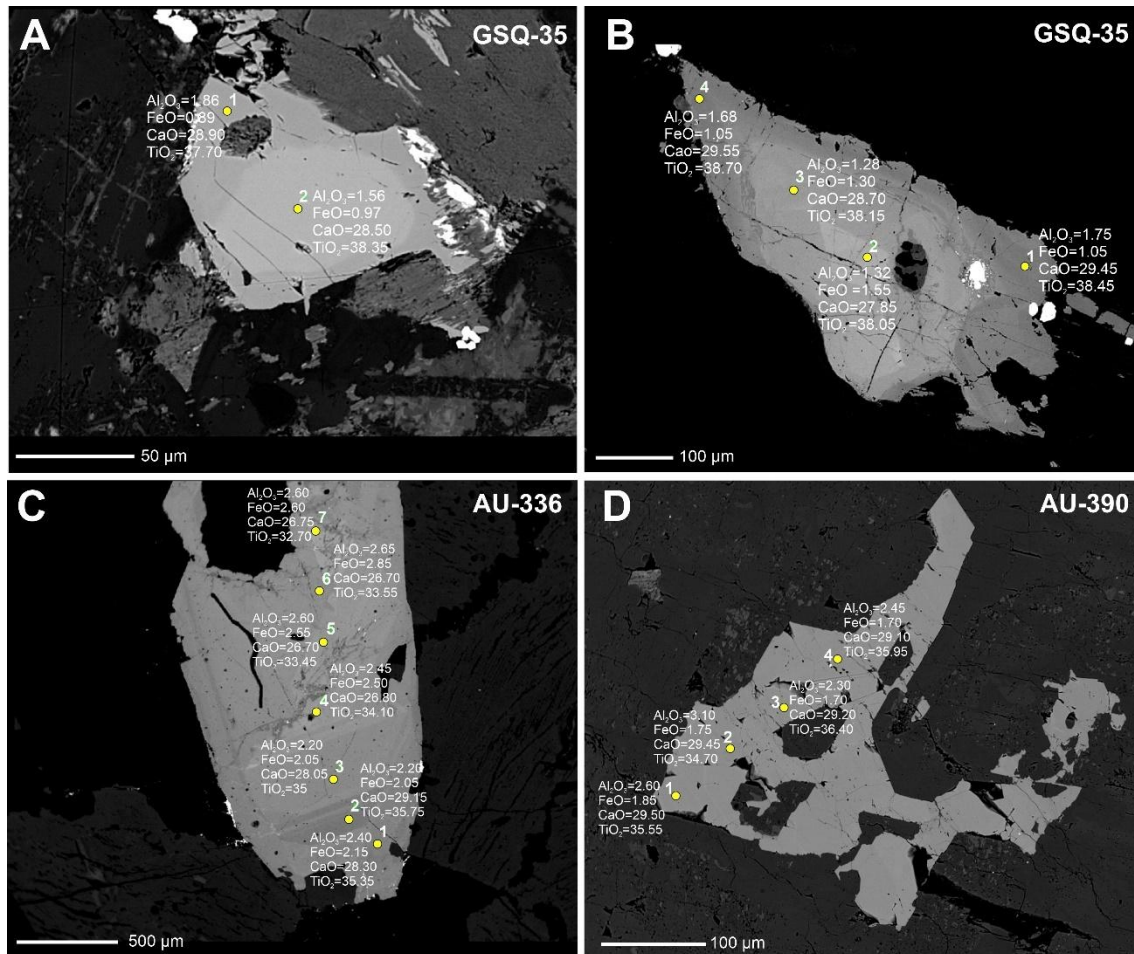 A
GSQ-35
1
Al₂O₃=1.86
FeO=0.89
CaO=28.90
TiO₂=37.70
2
Al₂O₃=1.56
FeO=0.97
CaO=28.50
TiO₂=38.35
50 µm
B
GSQ-35
4
Al₂O₃=1.68
FeO=1.05
Cao=29.55
TiO₂=38.70
3
Al₂O₃=1.28
FeO=1.30
CaO=28.70
TiO₂=38.15
2
Al₂O₃=1.32
FeO=1.55
CaO=27.85
TiO₂=38.05
1
Al₂O₃=1.75
FeO=1.05
CaO=29.45
TiO₂=38.45
100 µm
C
AU-336
Al₂O₃=2.60
FeO=2.60
CaO=26.75
TiO₂=32.70
7
Al₂O₃=2.65
FeO=2.85
CaO=26.70
TiO₂=33.55
6
Al₂O₃=2.60
FeO=2.55
CaO=26.70
TiO₂=33.45
5
Al₂O₃=2.45
FeO=2.50
CaO=26.80
TiO₂=34.10
4
Al₂O₃=2.20
FeO=2.05
CaO=28.05
TiO₂=35
3
Al₂O₃=2.20
FeO=2.05
CaO=29.15
TiO₂=35.75
2
Al₂O₃=2.40
FeO=2.15
CaO=28.30
TiO₂=35.35
1
500 µm
D
AU-390
Al₂O₃=2.45
FeO=1.70
CaO=29.10
TiO₂=35.95
4
Al₂O₃=2.30
FeO=1.70
CaO=29.20
TiO₂=36.40
3
Al₂O₃=3.10
FeO=1.75
CaO=29.45
TiO₂=34.70
2
Al₂O₃=2.60
FeO=1.85
CaO=29.50
TiO₂=35.55
1
100 µm